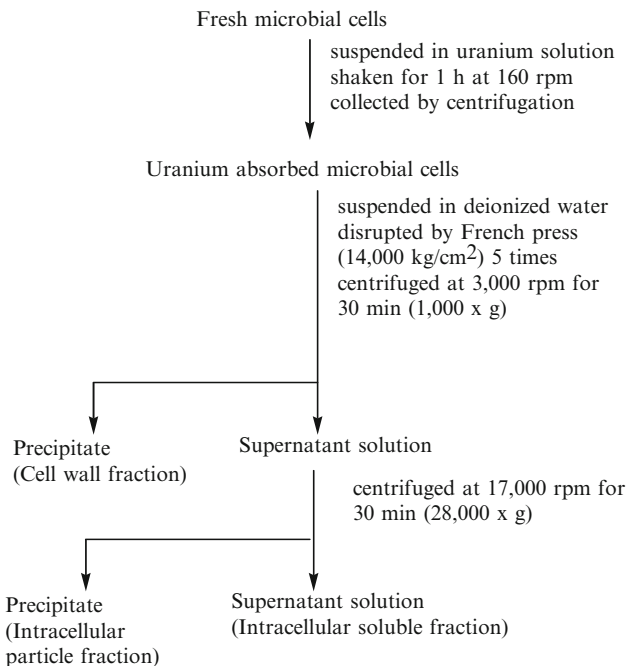 Fresh microbial cells
suspended in uranium solution
shaken for 1 h at 160 rpm
collected by centrifugation
Uranium absorbed microbial cells
suspended in deionized water
disrupted by French press
(14,000 kg/cm2) 5 times
centrifuged at 3,000 rpm for
30 min (1,000 x g)
Precipitate
(Cell wall fraction)
Supernatant solution
centrifuged at 17,000 rpm for
30 min (28,000 x g)
Precipitate
(Intracellular
particle fraction)
Supernatant solution
(Intracellular soluble fraction)